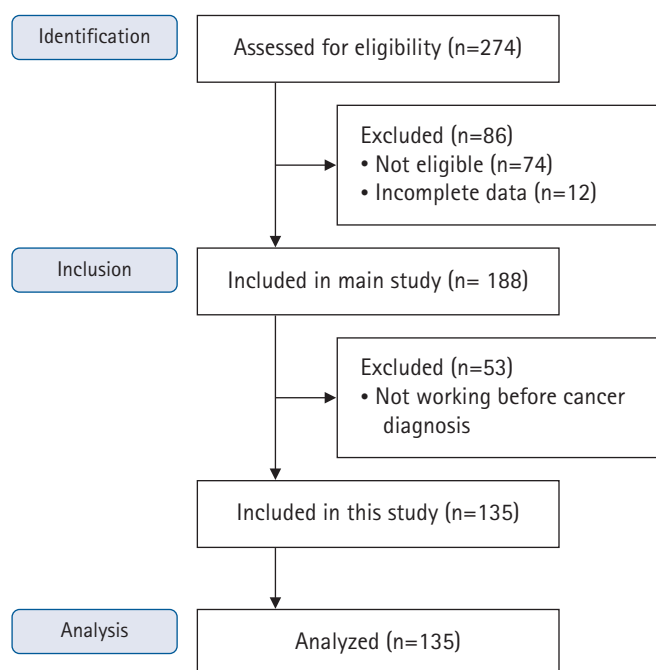 Identification
Assessed for eligibility (n=274)
Excluded (n=86)
• Not eligible (n=74)
• Incomplete data (n=12)
Inclusion
Included in main study (n= 188)
Excluded (n=53)
• Not working before cancer
diagnosis
Included in this study (n=135)
Analysis
Analyzed (n=135)